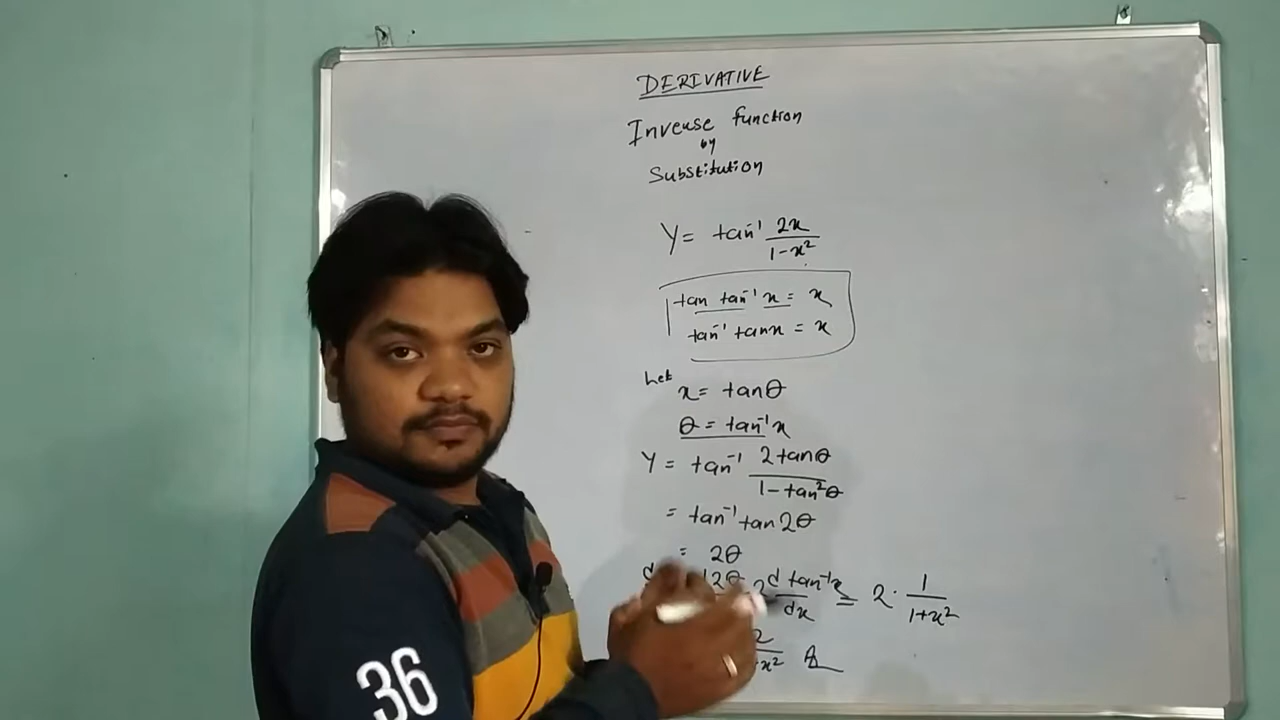 DERIVATIVE
Inverse function
by
Substitution
Y = tan⁻¹ 2x/1-x²
tan tan⁻¹ x = x
tan⁻¹ tanx = x
Let x = tanθ
θ = tan⁻¹x
Y = tan⁻¹ 2tanθ/1-tan²θ
= tan⁻¹ tan2θ
= 2θ
d 2θ 2 d tan⁻¹x/dx = 2 · 1/1+x²
2/x²
36